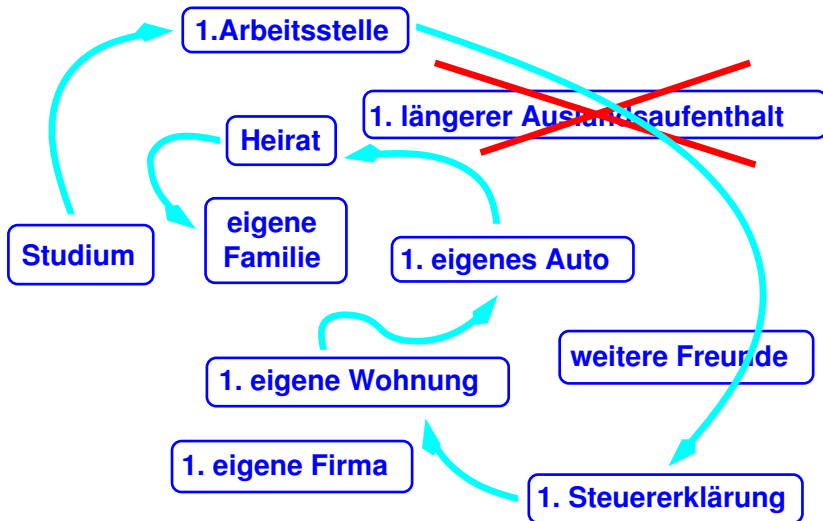 1.Arbeitsstelle
1. längerer Auslandsaufenthalt
Heirat
eigene
Familie
Studium
1. eigenes Auto
weitere Freunde
1. eigene Wohnung
1. eigene Firma
1. Steuererklärung